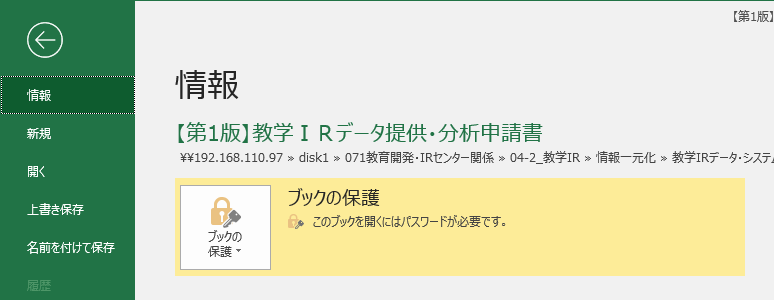 【第1版】
情報
情報
【第1版】教学ＩＲデータ提供・分析申請書
¥¥192.168.110.97 » disk1 » 071教育開発・IRセンター関係 » 04-2_教学IR » 情報一元化 » 教学IRデータ・システム
新規
開く
上書き保存
名前を付けて保存
履歴
ブックの保護
このブックを開くにはパスワードが必要です。
ブックの
保護